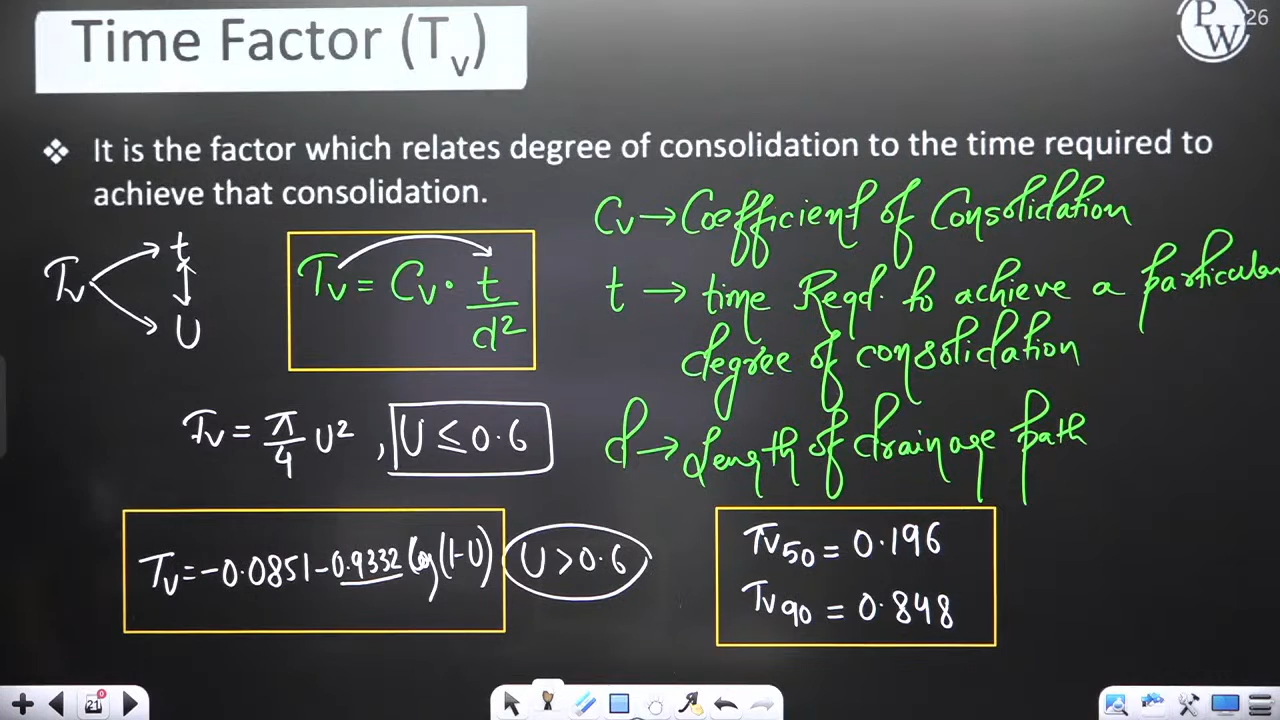 Time Factor (Tv)
PW
26
❖ It is the factor which relates degree of consolidation to the time required to
achieve that consolidation.
Cv → Coefficient of Consolidation
Tv → t ↕ U
Tv = Cv · t/d²
t → time Reqd. to achieve a particular
degree of consolidation
Tv = π/4 U² , U ≤ 0.6
d → Length of drainage path
Tv = -0.0851 - 0.9332 log(1-U) U > 0.6
Tv50 = 0.196
Tv90 = 0.848
21